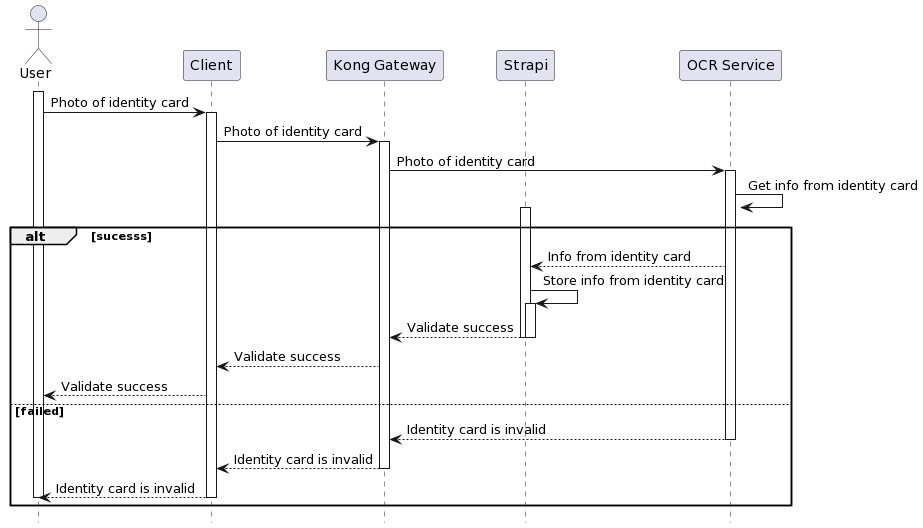 User
Client
Kong Gateway
Strapi
OCR Service
Photo of identity card
Photo of identity card
Photo of identity card
Get info from identity card
alt
[sucesss]
Info from identity card
Store info from identity card
Validate success
Validate success
Validate success
[failed]
Identity card is invalid
Identity card is invalid
Identity card is invalid